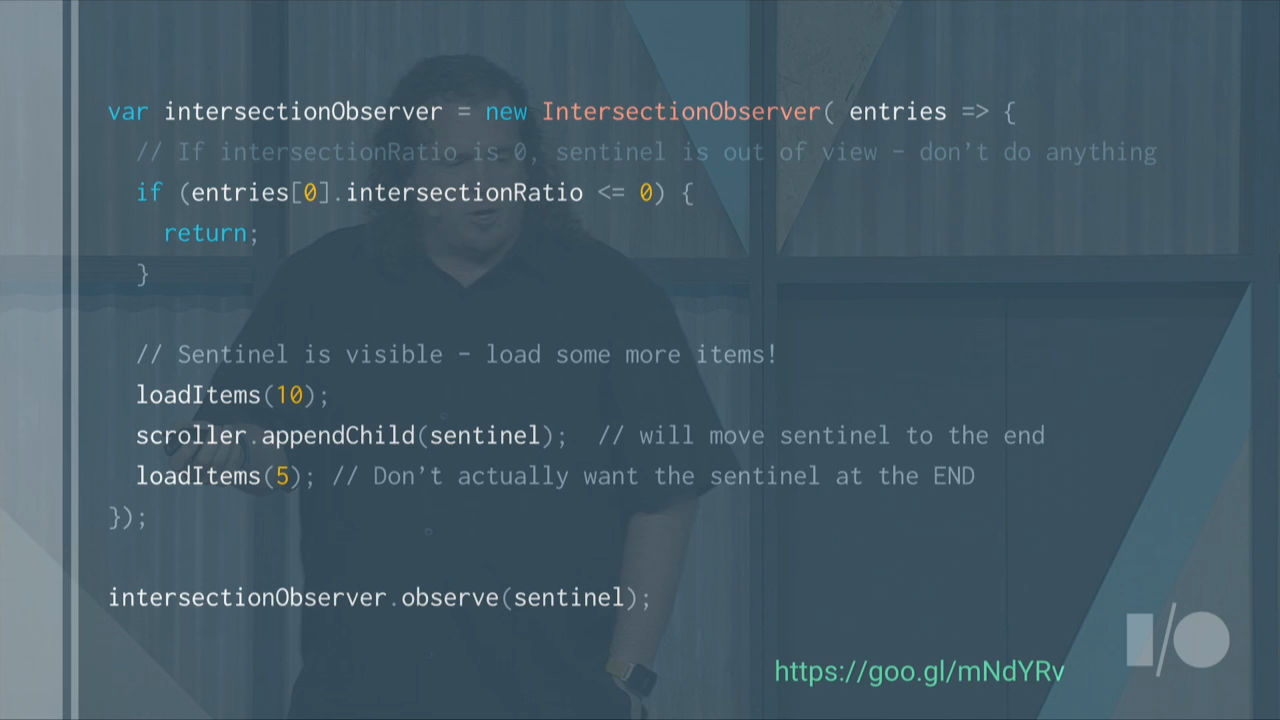 var intersectionObserver = new IntersectionObserver( entries => {
// If intersectionRatio is 0, sentinel is out of view – don’t do anything
if (entries[0].intersectionRatio <= 0) {
return;
}
// Sentinel is visible – load some more items!
loadItems(10);
scroller.appendChild(sentinel); // will move sentinel to the end
loadItems(5); // Don’t actually want the sentinel at the END
});
intersectionObserver.observe(sentinel);
https://goo.gl/mNdYRv
I/O